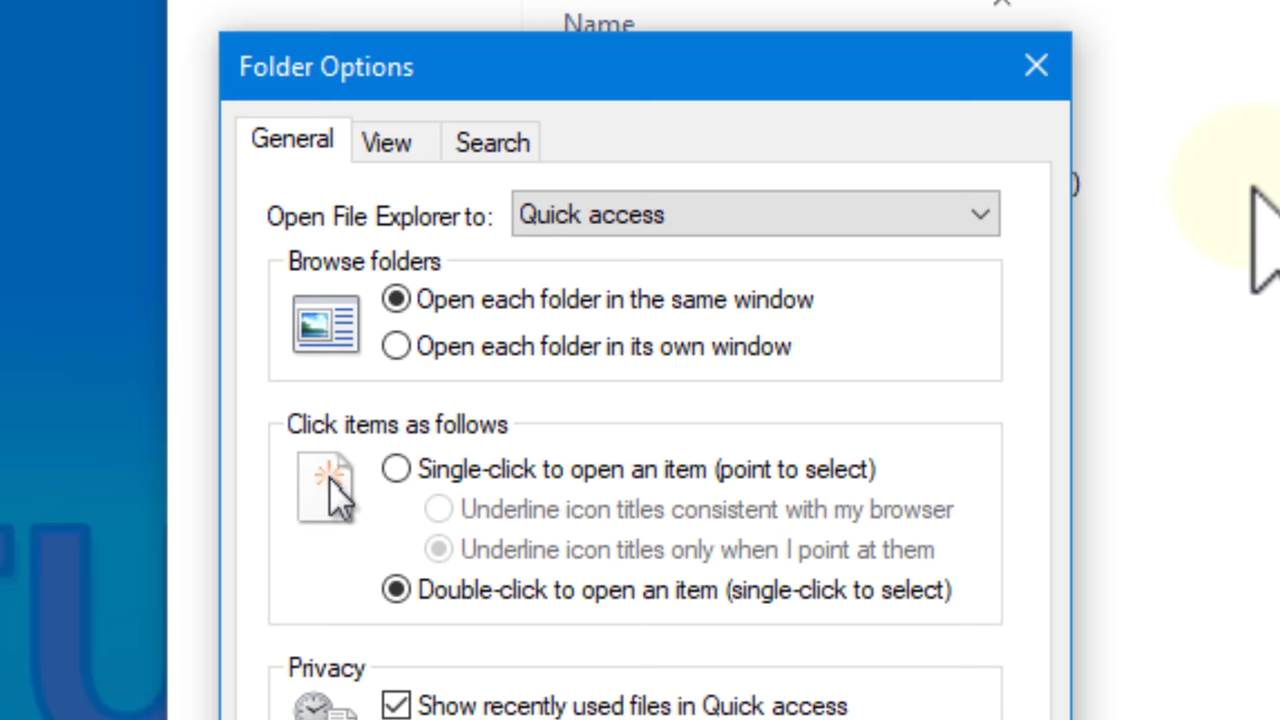 Name
Folder Options
General View Search
)
Open File Explorer to: Quick access
Browse folders
Open each folder in the same window
Open each folder in its own window
Click items as follows
Single-click to open an item (point to select)
Underline icon titles consistent with my browser
Underline icon titles only when I point at them
Double-click to open an item (single-click to select)
Privacy
Show recently used files in Quick access